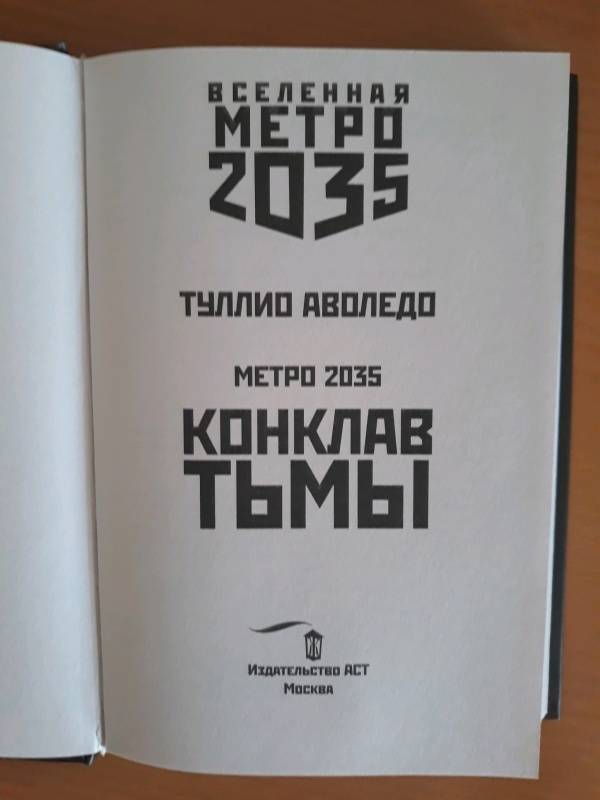 ВСЕЛЕННАЯ
МЕТРО
2035
ТУЛЛИО АВОЛЕДО
МЕТРО 2035
КОНКЛАВ
ТЬМЫ
Издательство АСТ
Москва